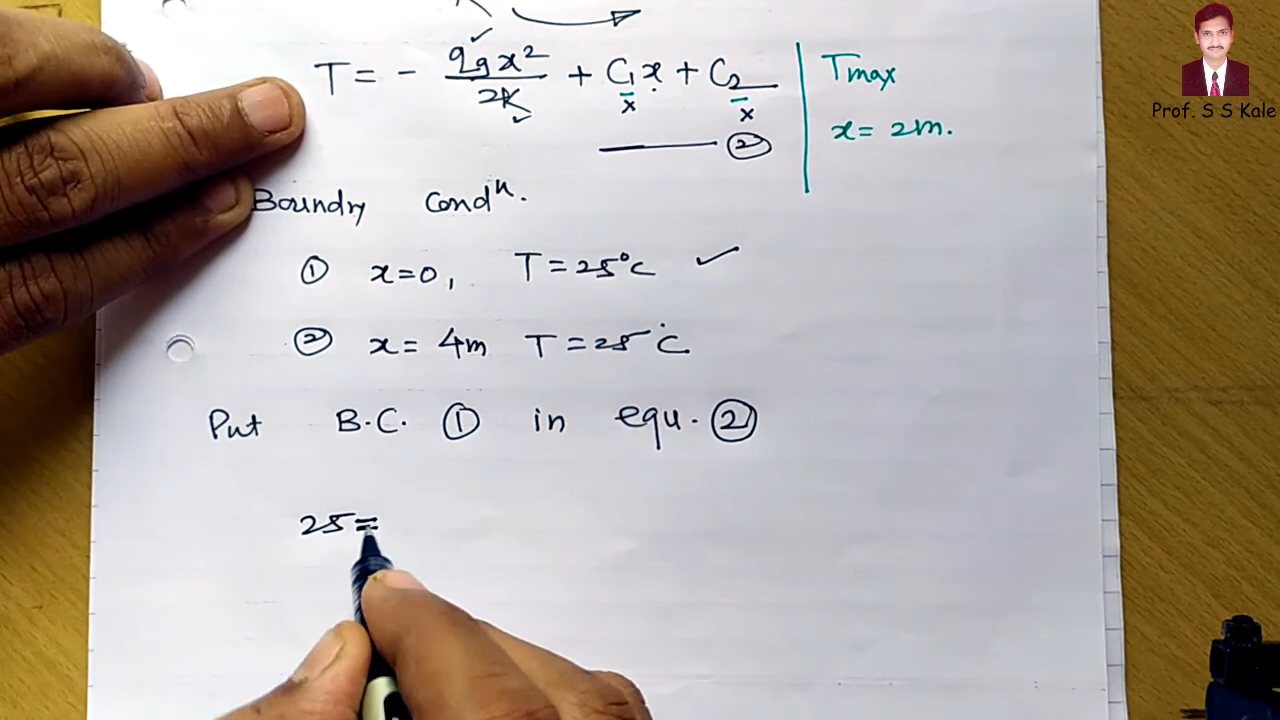 T = - qg x² / 2K + C₁x + C₂
x x
②
Tmax
x = 2m.
Prof. S S Kale
Boundry Condⁿ.
① x=0, T=25°C ✓
② x= 4m T=25°C
Put B.C. ① in equ. ②
25=